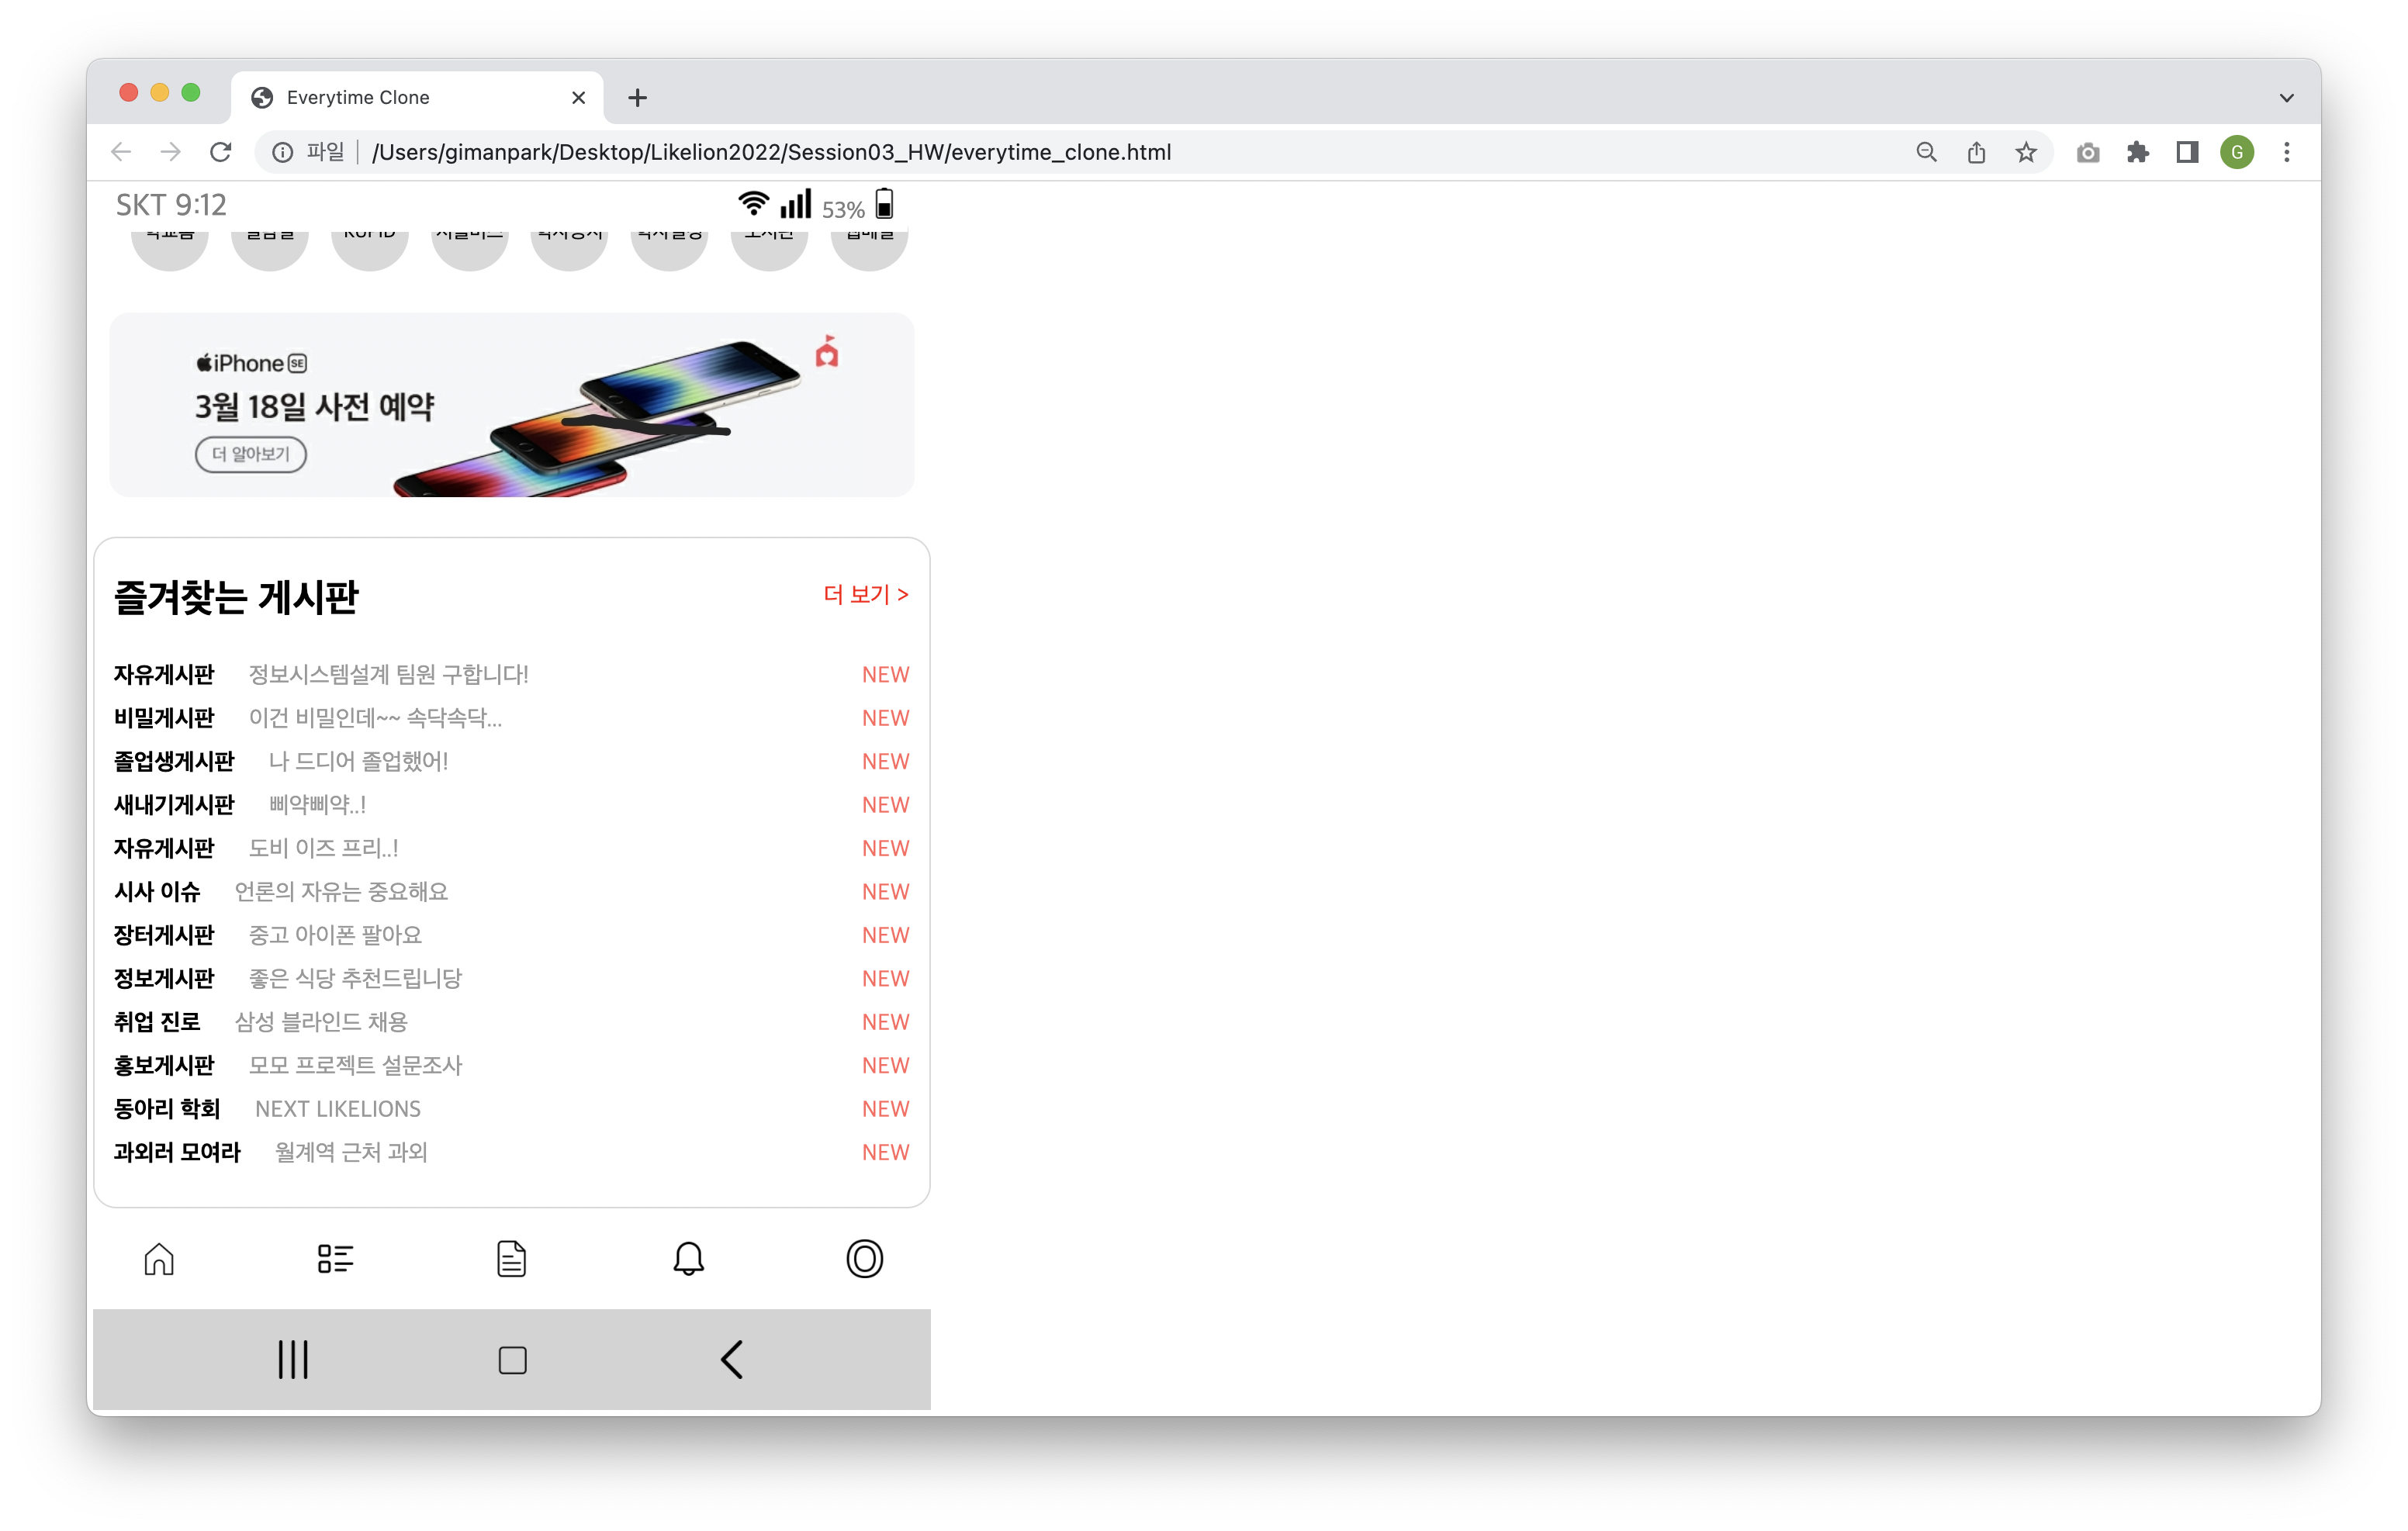 Everytime Clone
파일 /Users/gimanpark/Desktop/Likelion2022/Session03_HW/everytime_clone.html
G
SKT 9:12
53%
KUPID
iPhone SE
3월 18일 사전 예약
더 알아보기
즐겨찾는 게시판
더 보기 >
자유게시판 정보시스템설계 팀원 구합니다! NEW
비밀게시판 이건 비밀인데~~ 속닥속닥... NEW
졸업생게시판 나 드디어 졸업했어! NEW
새내기게시판 삐약삐약..! NEW
자유게시판 도비 이즈 프리..! NEW
시사 이슈 언론의 자유는 중요해요 NEW
장터게시판 중고 아이폰 팔아요 NEW
정보게시판 좋은 식당 추천드립니당 NEW
취업 진로 삼성 블라인드 채용 NEW
홍보게시판 모모 프로젝트 설문조사 NEW
동아리 학회 NEXT LIKELIONS NEW
과외러 모여라 월계역 근처 과외 NEW